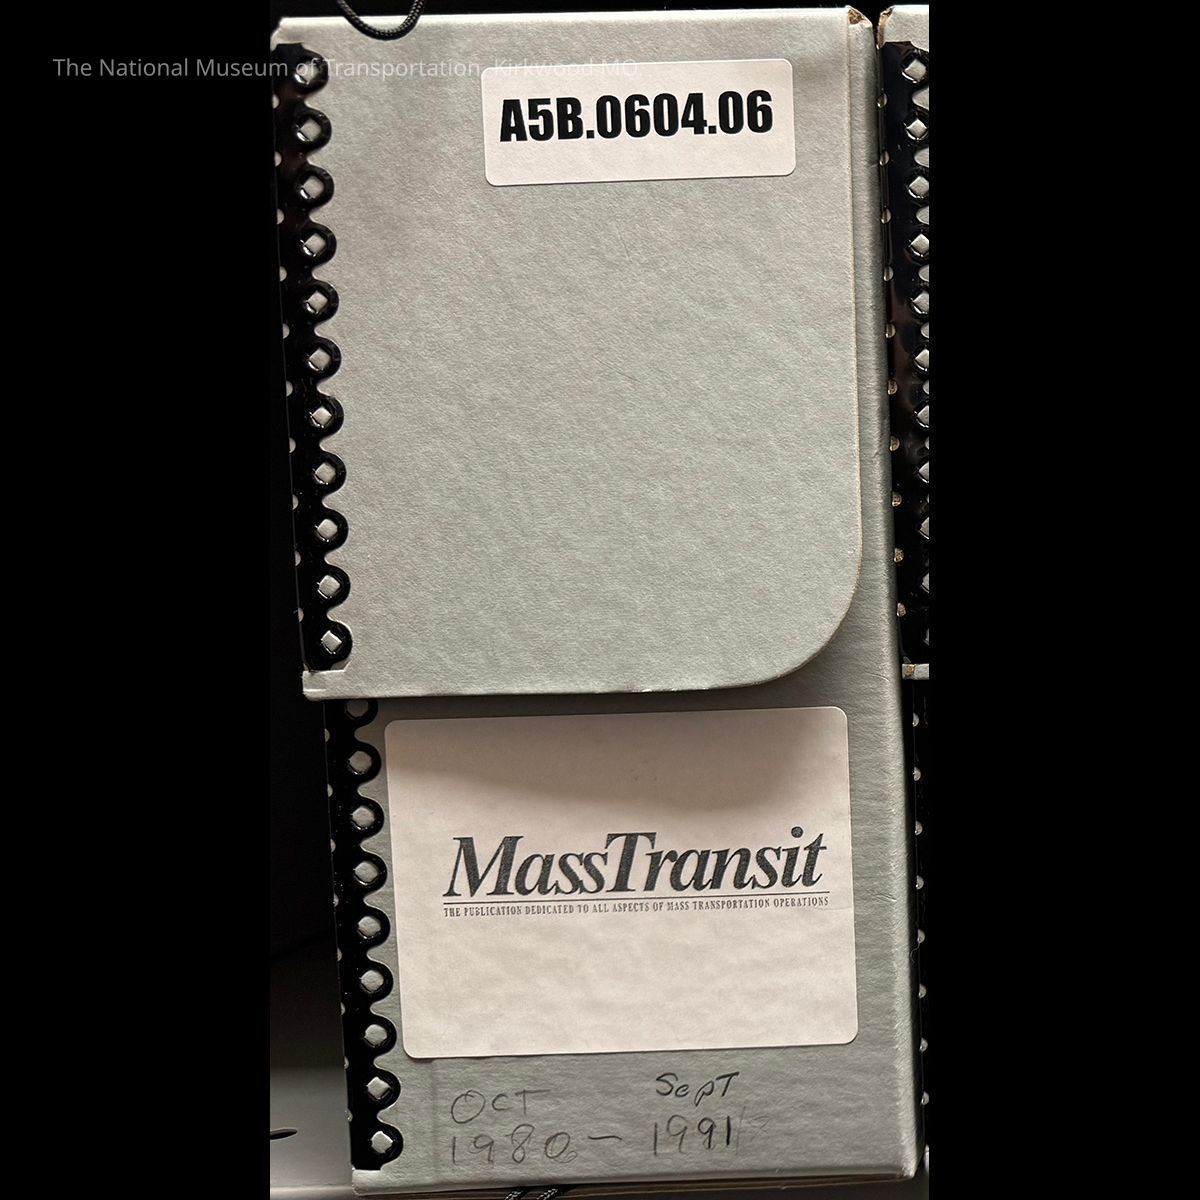 The National Museum of Transportation, Kirkwood MO.
A5B.0604.06
MassTransit
THE PUBLICATION DEDICATED TO ALL ASPECTS OF MASS TRANSPORTATION OPERATIONS
OCT Sept
1980 - 1991